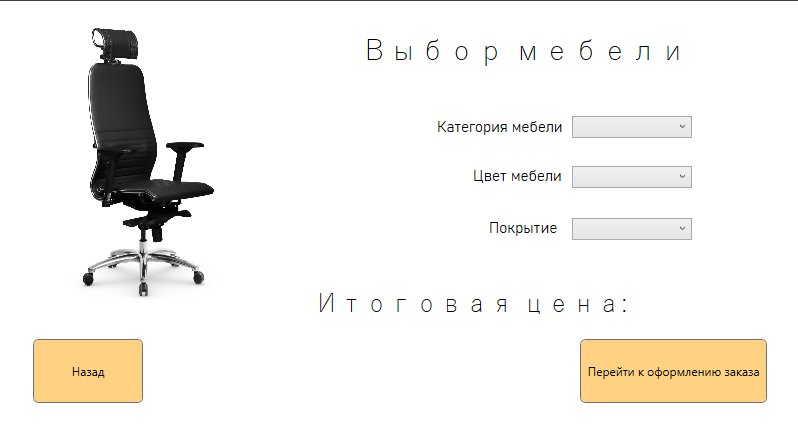 Выбор мебели
Категория мебели
Цвет мебели
Покрытие
Итоговая цена:
Назад
Перейти к оформлению заказа